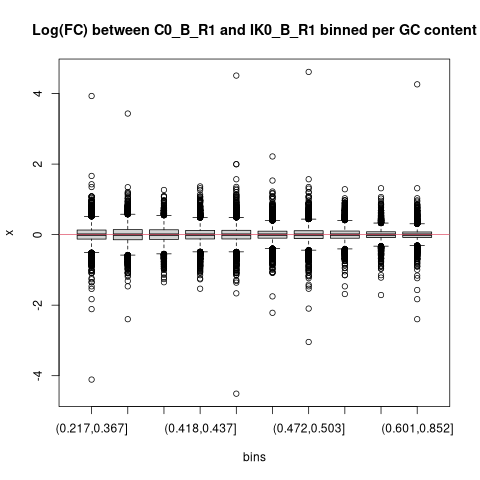 Log(FC) between C0_B_R1 and IK0_B_R1 binned per GC content
4
2
0
-2
-4
x
(0.217,0.367] (0.418,0.437] (0.472,0.503] (0.601,0.852]
bins